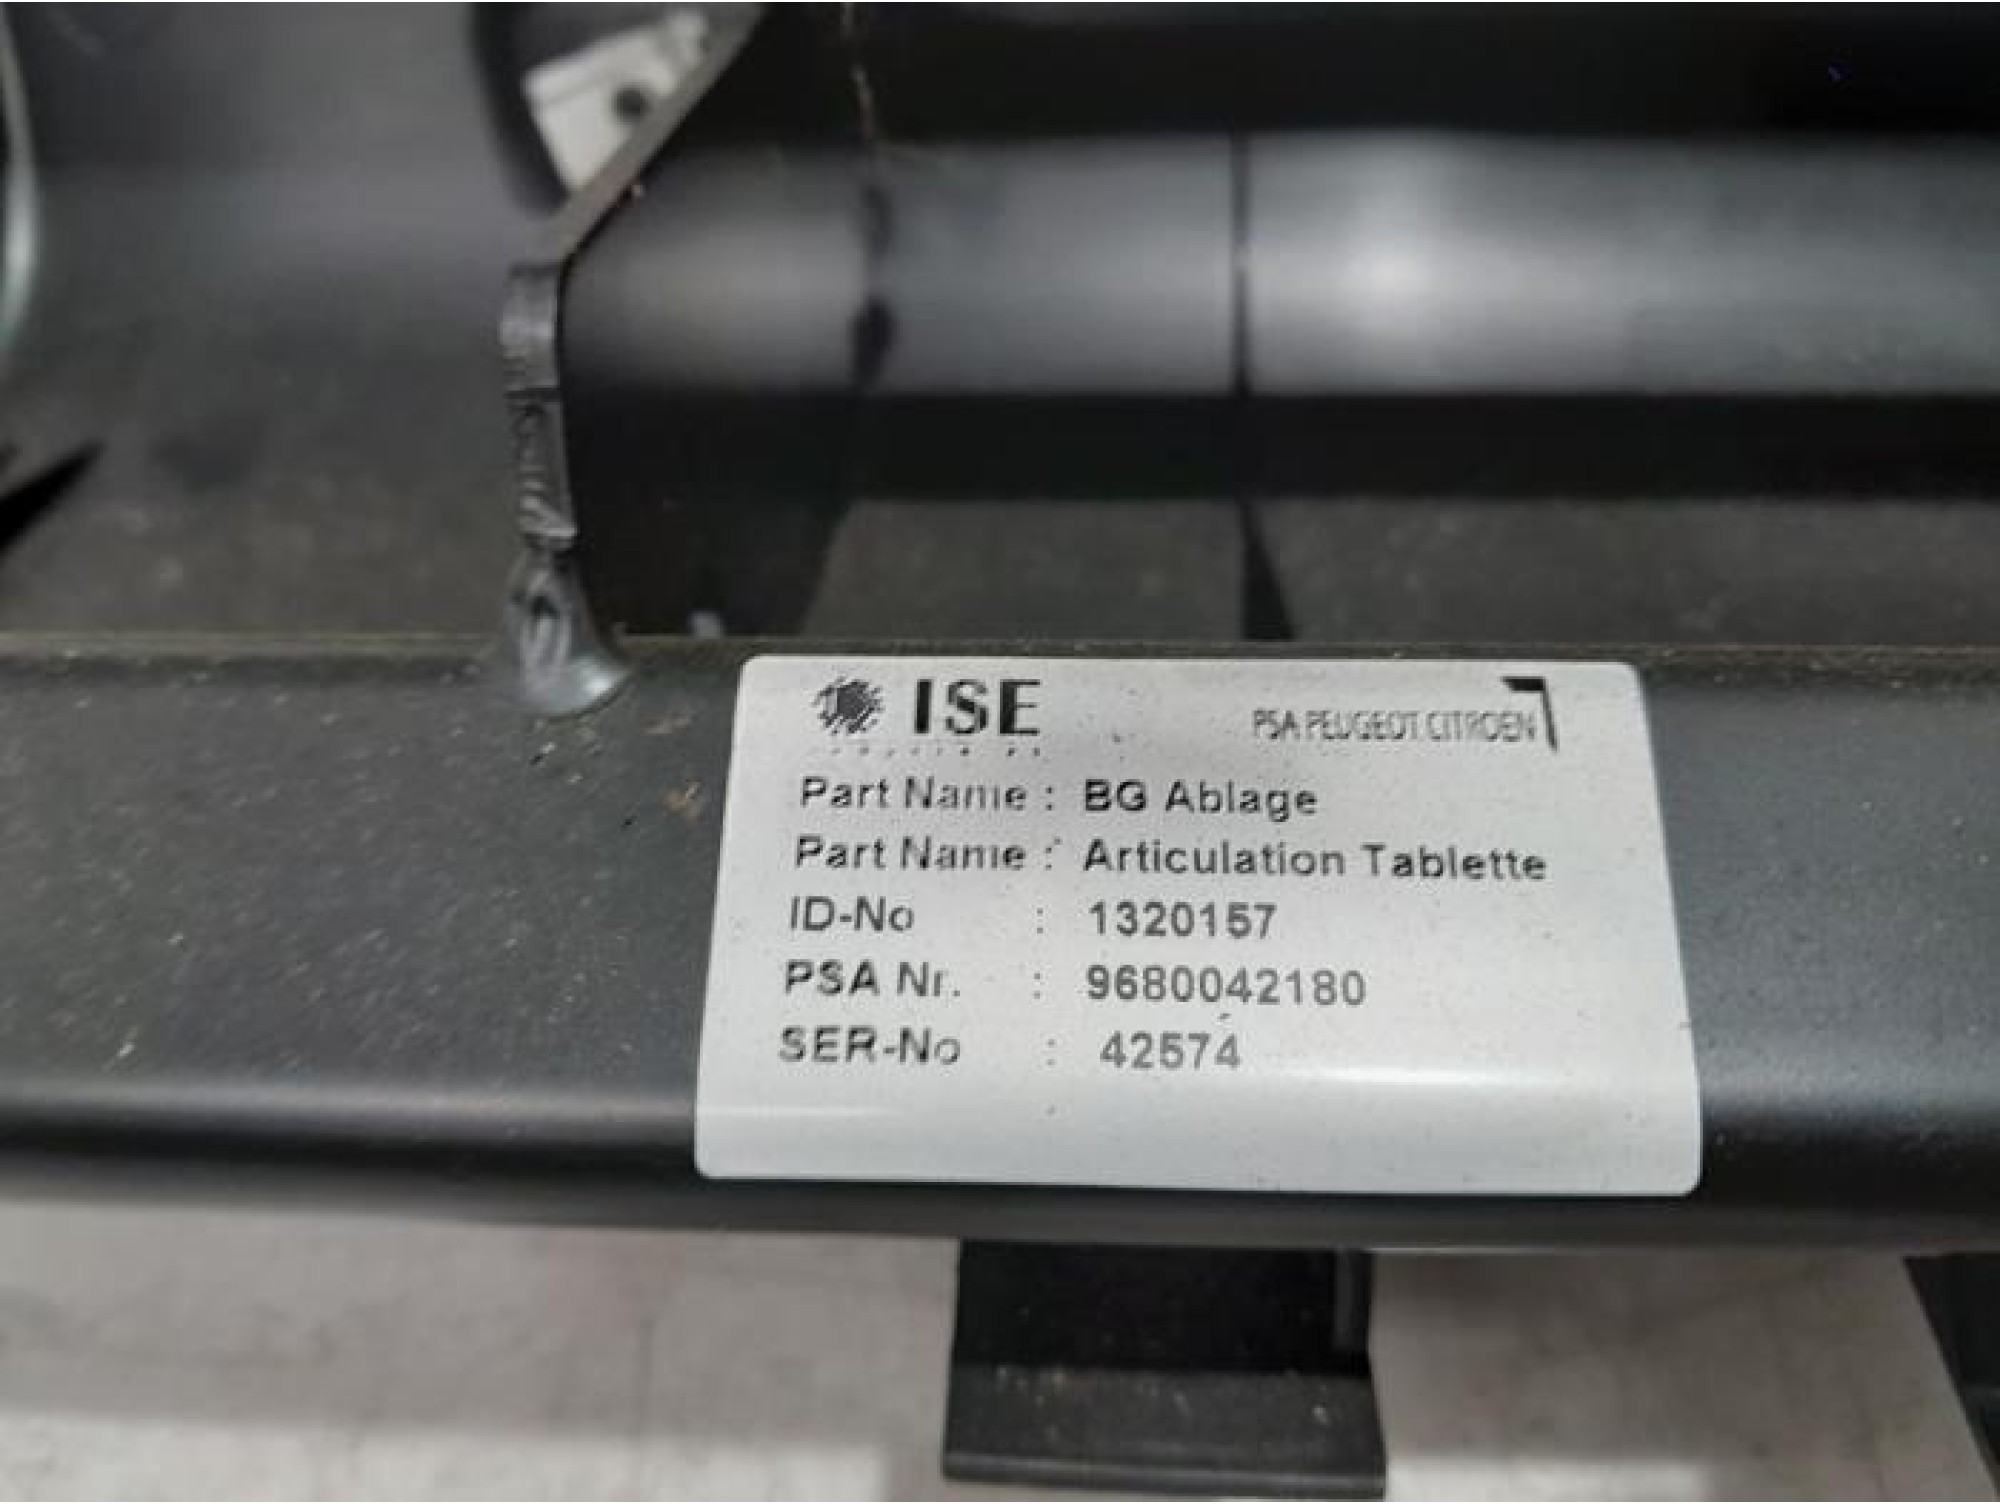 ISE
PSA PEUGEOT CITROËN
Part Name : BG Ablage
Part Name : Articulation Tablette
ID-No : 1320157
PSA Nr. : 9680042180
SER-No : 42574